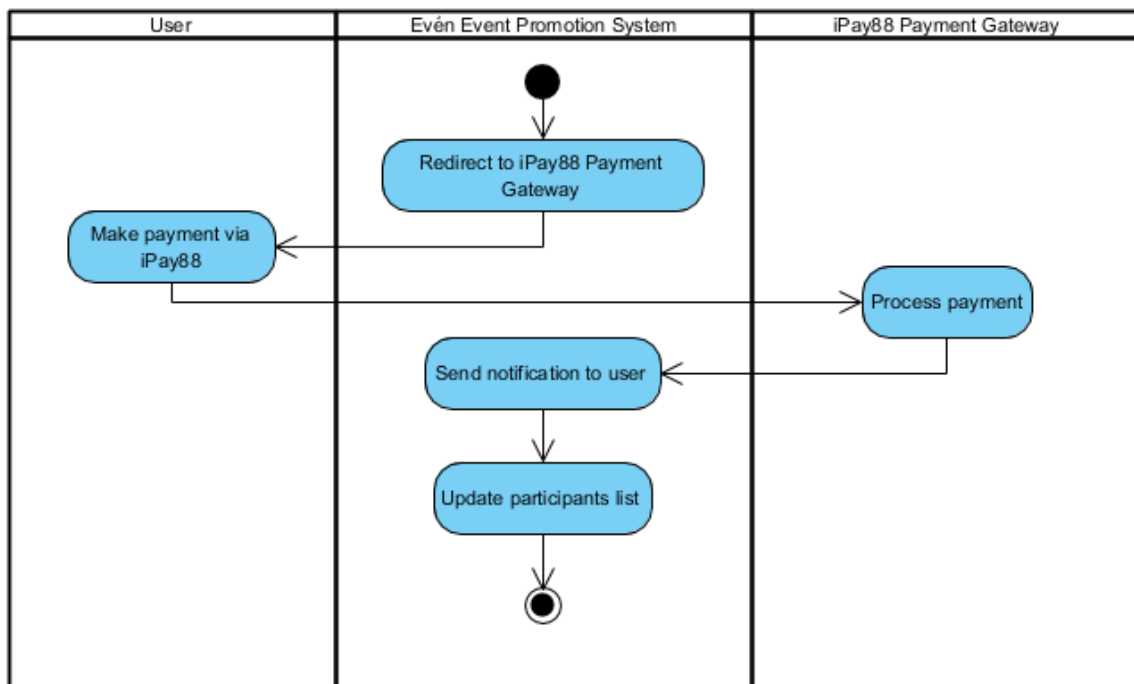 User
Evén Event Promotion System
iPay88 Payment Gateway
Redirect to iPay88 Payment
Gateway
Make payment via
iPay88
Process payment
Send notification to user
Update participants list